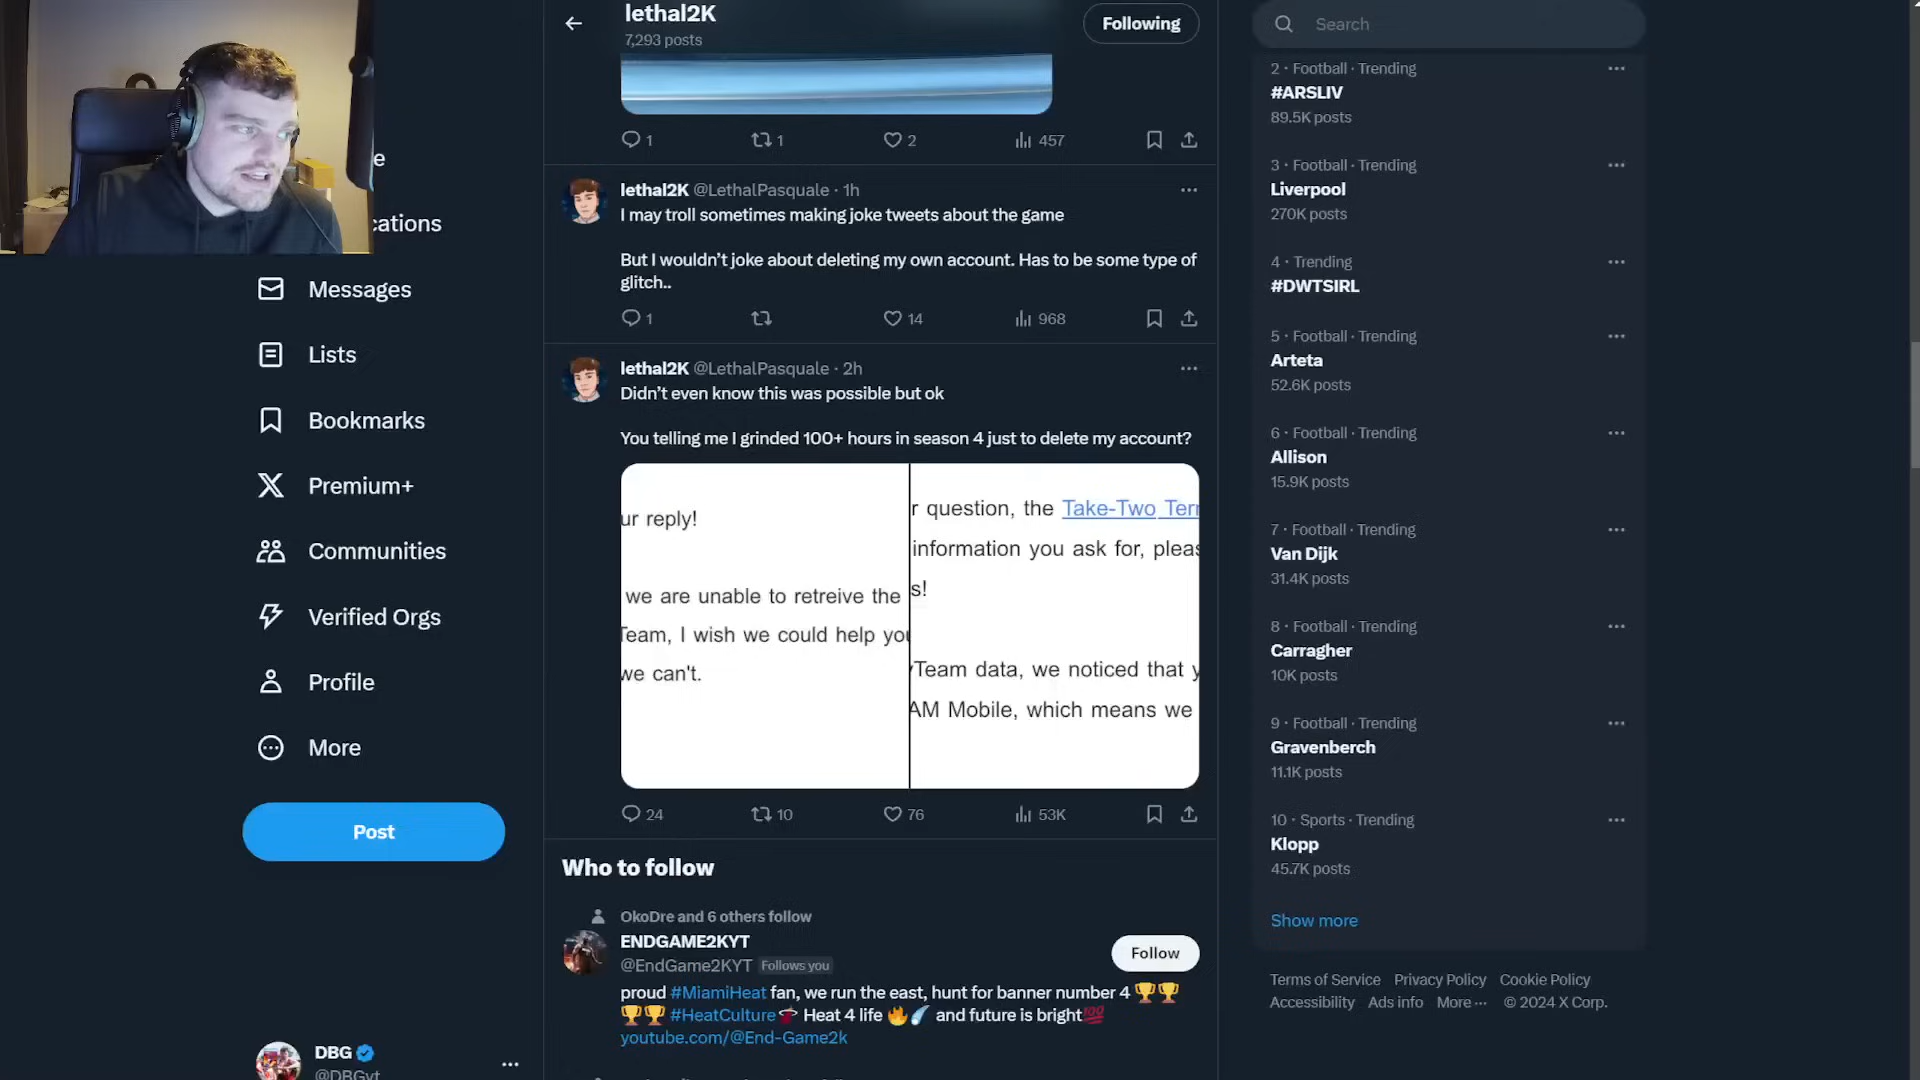 lethal2K
7,293 posts
Following
Search
1
1
2
457
lethal2K @LethalPasquale · 1h
I may troll sometimes making joke tweets about the game
But I wouldn't joke about deleting my own account. Has to be some type of
glitch..
1
14
968
lethal2K @LethalPasquale · 2h
Didn't even know this was possible but ok
You telling me I grinded 100+ hours in season 4 just to delete my account?
ur reply!
we are unable to retreive the
Team, I wish we could help you
we can't.
r question, the Take-Two Ter
information you ask for, pleas
s!
Team data, we noticed that y
AM Mobile, which means we
24
10
76
53K
Who to follow
OkoDre and 6 others follow
ENDGAME2KYT
@EndGame2KYT Follows you
Follow
proud #MiamiHeat fan, we run the east, hunt for banner number 4 🏆🏆
🏆🏆 #HeatCulture Heat 4 life 🔥 and future is bright💯
youtube.com/@End-Game2k
e
cations
Messages
Lists
Bookmarks
Premium+
Communities
Verified Orgs
Profile
More
Post
DBG
@DBGyt
2 · Football · Trending
#ARSLIV
89.5K posts
3 · Football · Trending
Liverpool
270K posts
4 · Trending
#DWTSIRL
5 · Football · Trending
Arteta
52.6K posts
6 · Football · Trending
Allison
15.9K posts
7 · Football · Trending
Van Dijk
31.4K posts
8 · Football · Trending
Carragher
10K posts
9 · Football · Trending
Gravenberch
11.1K posts
10 · Sports · Trending
Klopp
45.7K posts
Show more
Terms of Service Privacy Policy Cookie Policy
Accessibility Ads info More ··· © 2024 X Corp.